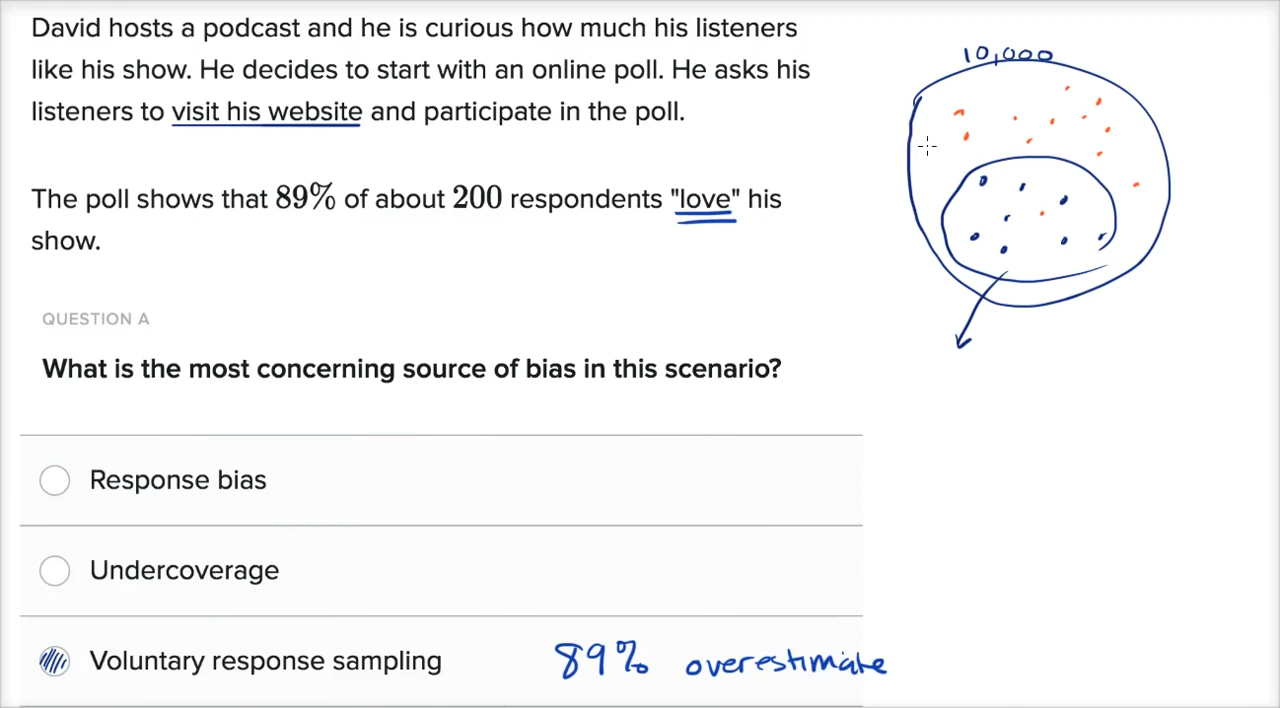 David hosts a podcast and he is curious how much his listeners
like his show. He decides to start with an online poll. He asks his
listeners to visit his website and participate in the poll.
10,000
The poll shows that 89% of about 200 respondents "love" his
show.
QUESTION A
What is the most concerning source of bias in this scenario?
Response bias
Undercoverage
Voluntary response sampling 89% overestimate